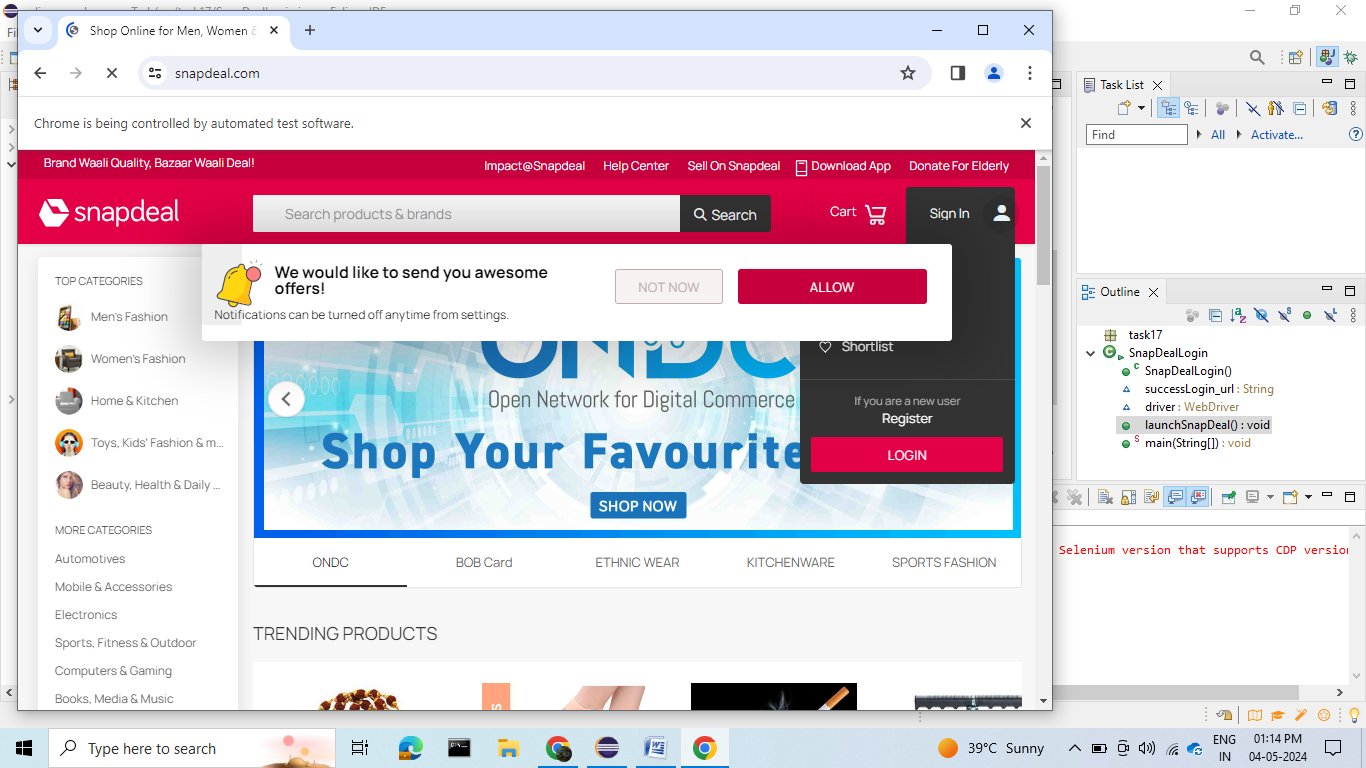 Shop Online for Men, Women &
snapdeal.com
Chrome is being controlled by automated test software.
Brand Waali Quality, Bazaar Waali Deal!
Impact@Snapdeal
Help Center
Sell On Snapdeal
Download App
Donate For Elderly
snapdeal
Search products & brands
Search
Cart
Sign In
We would like to send you awesome
offers!
Notifications can be turned off anytime from settings.
NOT NOW
ALLOW
TOP CATEGORIES
Men's Fashion
Women's Fashion
Home & Kitchen
Toys, Kids' Fashion & m...
Beauty, Health & Daily ...
MORE CATEGORIES
Automotives
Mobile & Accessories
Electronics
Sports, Fitness & Outdoor
Computers & Gaming
Books, Media & Music
ONDC
Open Network for Digital Commerce
Shop Your Favourite
SHOP NOW
Shortlist
If you are a new user
Register
LOGIN
ONDC
BOB Card
ETHNIC WEAR
KITCHENWARE
SPORTS FASHION
TRENDING PRODUCTS
Task List
Find
All
Activate...
Outline
task17
SnapDealLogin
SnapDealLogin()
successLogin_url : String
driver : WebDriver
launchSnapDeal() : void
main(String[]) : void
Selenium version that supports CDP version
Type here to search
39°C Sunny
ENG
IN
01:14 PM
04-05-2024